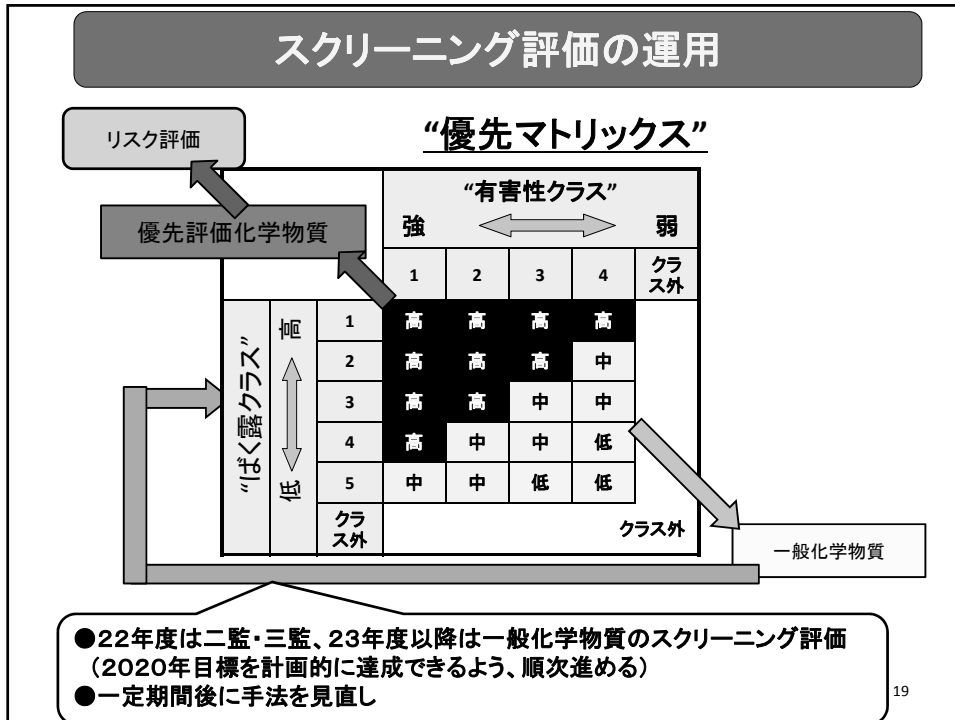 スクリーニング評価の運用
リスク評価
“優先マトリックス”
優先評価化学物質
“有害性クラス”
強 弱
1 2 3 4 クラ
ス外
“ばく露クラス”
高
低
1 高 高 高 高
2 高 高 高 中
3 高 高 中 中
4 高 中 中 低
5 中 中 低 低
クラ
ス外
クラス外
一般化学物質
●22年度は二監・三監、23年度以降は一般化学物質のスクリーニング評価
（2020年目標を計画的に達成できるよう、順次進める）
●一定期間後に手法を見直し
19